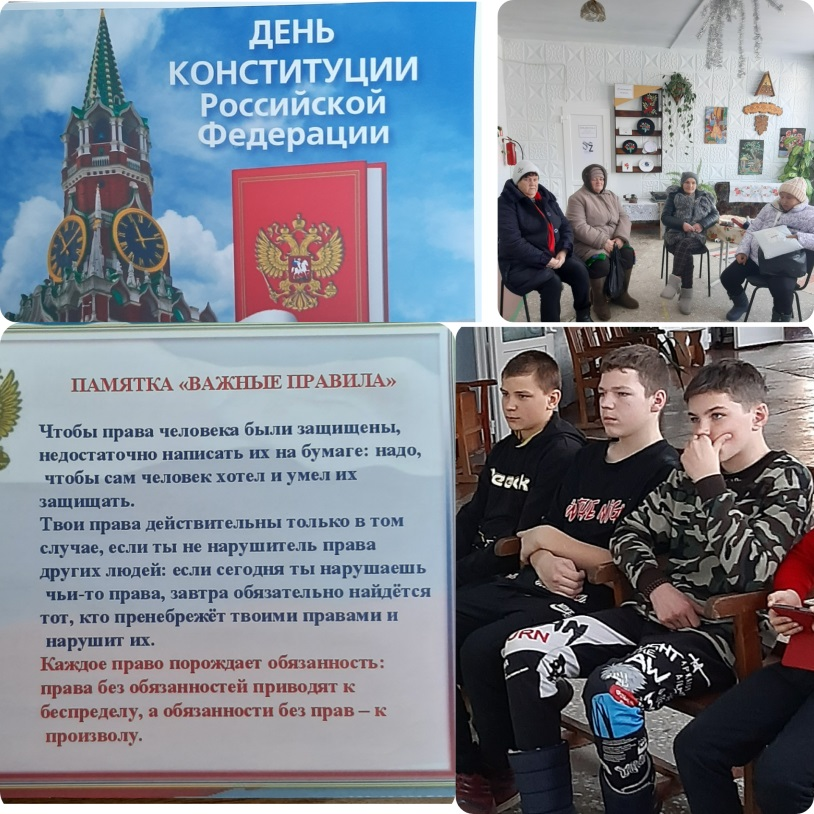 ДЕНЬ
КОНСТИТУЦИИ
Российской
Федерации
ПАМЯТКА «ВАЖНЫЕ ПРАВИЛА»
Чтобы права человека были защищены,
недостаточно написать их на бумаге: надо,
чтобы сам человек хотел и умел их
защищать.
Твои права действительны только в том
случае, если ты не нарушитель права
других людей: если сегодня ты нарушаешь
чьи-то права, завтра обязательно найдётся
тот, кто пренебрежёт твоими правами и
нарушит их.
Каждое право порождает обязанность:
права без обязанностей приводят к
беспределу, а обязанности без прав – к
произволу.